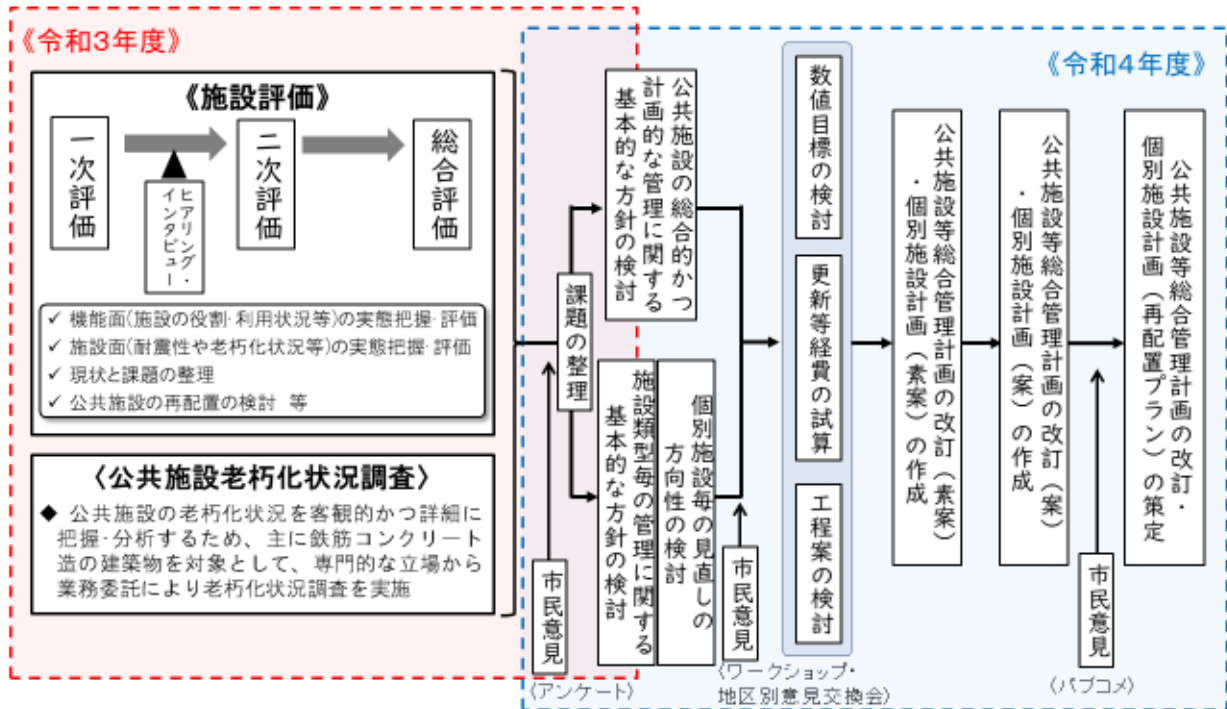 《令和３年度》
《施設評価》
一次評価
ヒアリング・
インタビュー
二次評価
総合評価
✓ 機能面(施設の役割･利用状況等)の実態把握･評価
✓ 施設面(耐震性や老朽化状況等)の実態把握･評価
✓ 現状と課題の整理
✓ 公共施設の再配置の検討 等
〈公共施設老朽化状況調査〉
◆ 公共施設の老朽化状況を客観的かつ詳細に
把握･分析するため、主に鉄筋コンクリート
造の建築物を対象として、専門的な立場から
業務委託により老朽化状況調査を実施
市民意見
〈アンケート〉
課題の整理
公共施設の総合的かつ
計画的な管理に関する
基本的な方針の検討
施設類型毎の管理に関する
基本的な方針の検討
個別施設毎の見直しの
方向性の検討
市民意見
〈ワークショップ・
地区別意見交換会〉
《令和４年度》
数値目標の検討
更新等経費の試算
工程案の検討
公共施設等総合管理計画の改訂（素案）
・個別施設計画（素案）の作成
公共施設等総合管理計画の改訂（案）
・個別施設計画（案）の作成
市民意見
〈パブコメ〉
公共施設等総合管理計画の改訂・
個別施設計画（再配置プラン）の策定